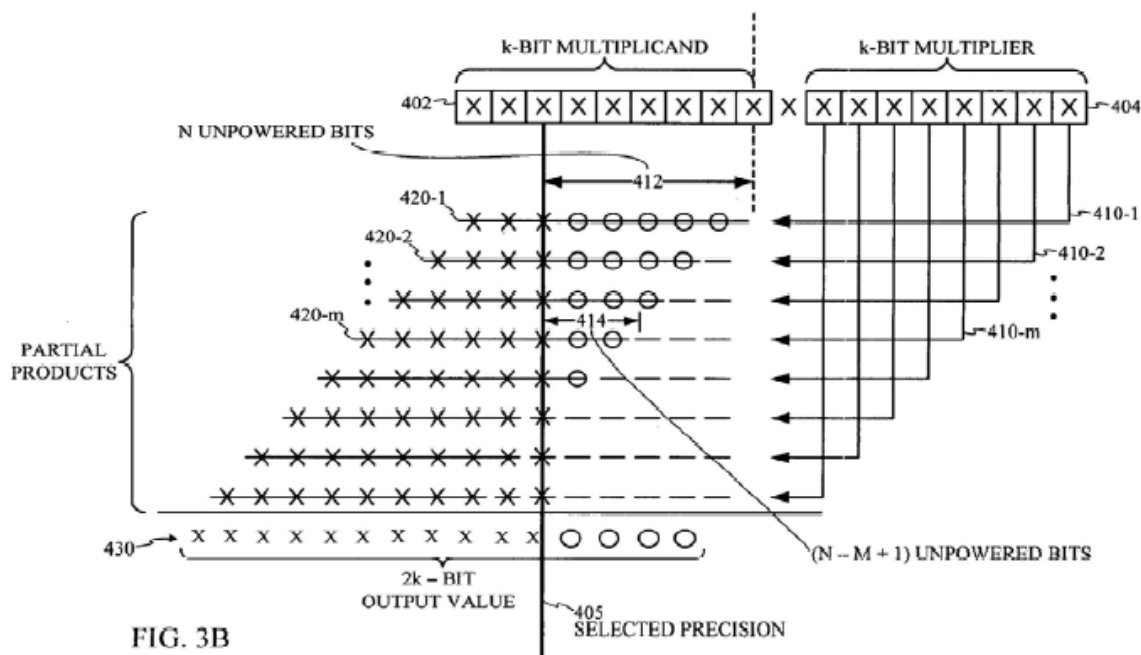 k-BIT MULTIPLICAND k-BIT MULTIPLIER
402 X X X X X X X X X X X X X X X X X X 404
N UNPOWERED BITS
412
420-1 X X X O O O O O 410-1
420-2 X X X X O O O O 410-2
X X X X X O O O
414
420-m X X X X X X O O 410-m
PARTIAL
PRODUCTS
X X X X X X X O
X X X X X X X X
X X X X X X X X X
X X X X X X X X X X
430 x x x x x x x x x x x O O O O
(N – M + 1) UNPOWERED BITS
2k – BIT
OUTPUT VALUE
405
SELECTED PRECISION
FIG. 3B